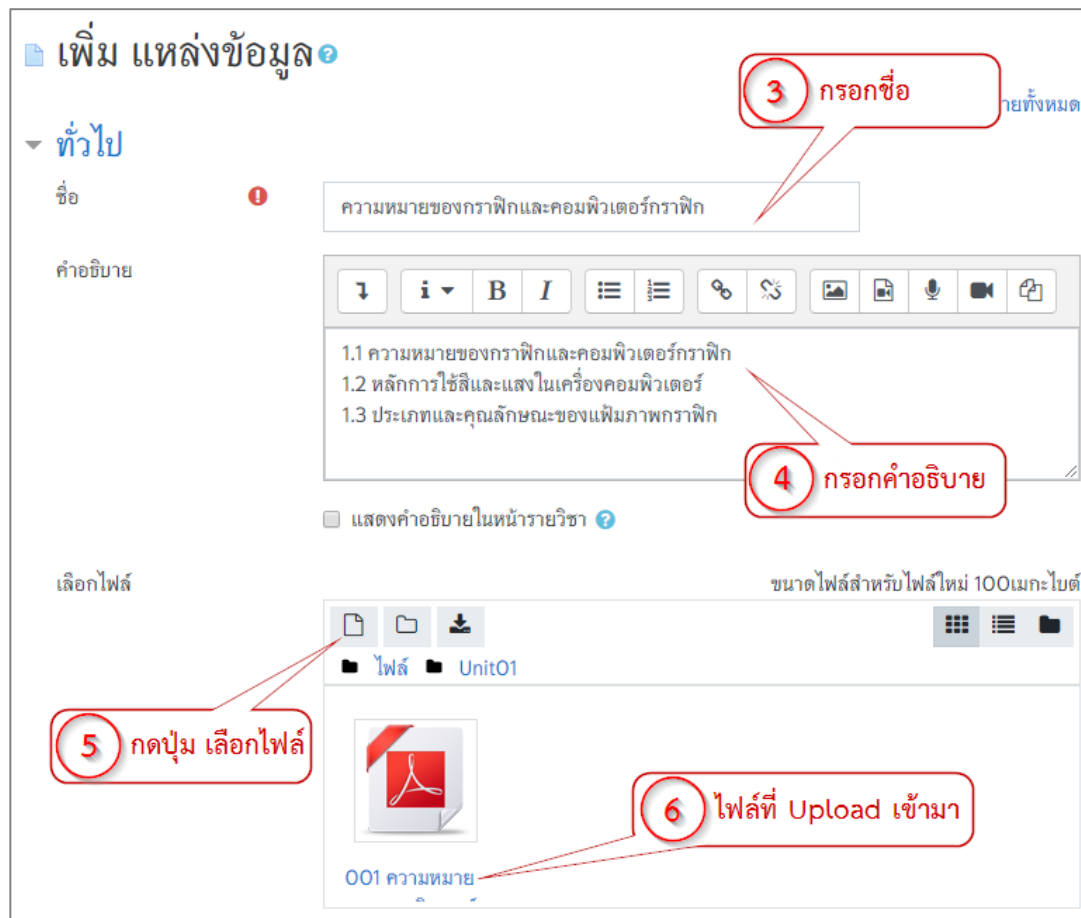 เพิ่ม แหล่งข้อมูล
3 กรอกชื่อ
ทั่วไป
ชื่อ
ความหมายของกราฟิกและคอมพิวเตอร์กราฟิก
คำอธิบาย
i B I
1.1 ความหมายของกราฟิกและคอมพิวเตอร์กราฟิก
1.2 หลักการใช้สีและแสงในเครื่องคอมพิวเตอร์
1.3 ประเภทและคุณลักษณะของแฟ้มภาพกราฟิก
4 กรอกคำอธิบาย
แสดงคำอธิบายในหน้ารายวิชา
เลือกไฟล์
ขนาดไฟล์สำหรับไฟล์ใหม่ 100เมกะไบต์
ไฟล์ Unit01
5 กดปุ่ม เลือกไฟล์
6 ไฟล์ที่ Upload เข้ามา
001 ความหมาย